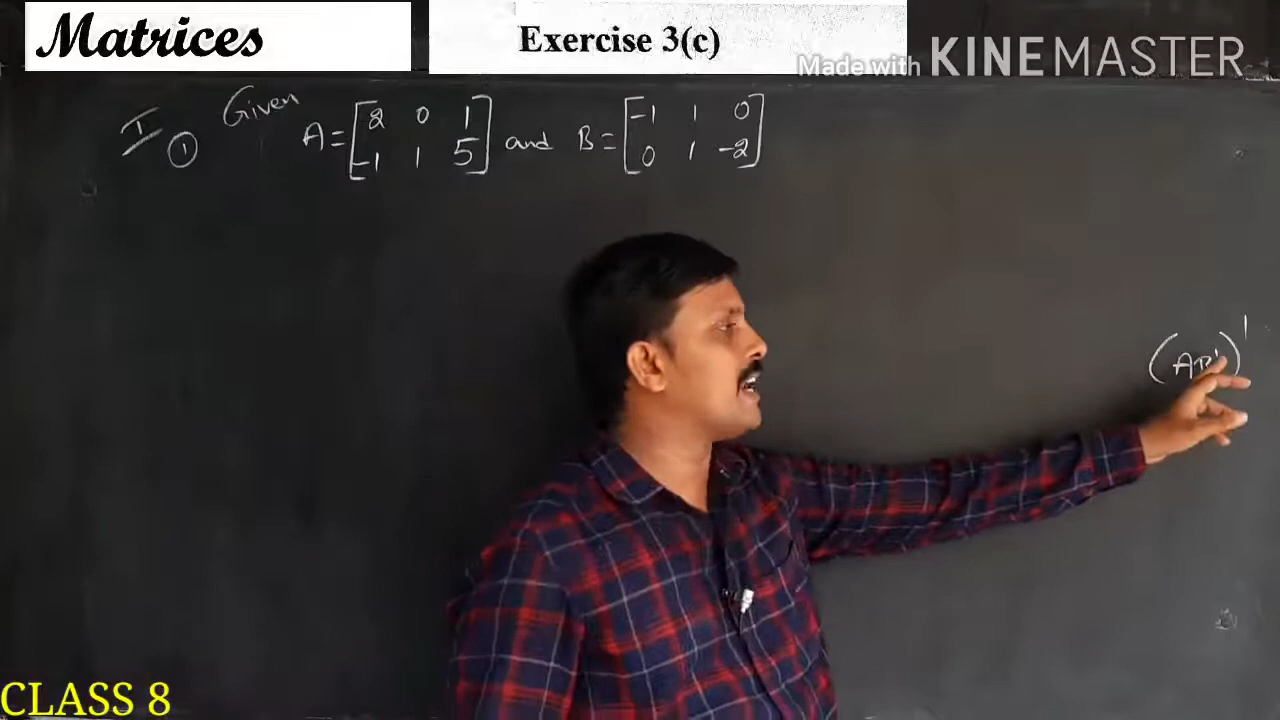 Matrices
Exercise 3(c)
Made with KINEMASTER
I ① Given A = [2 0 1 and B = [-1 1 0
-1 1 5] 0 1 -2]
(AB')'
CLASS 8